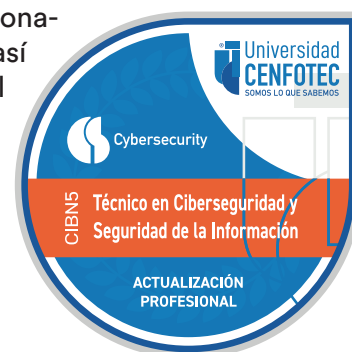 ona-
así
Universidad
CENFOTEC
SOMOS LO QUE SABEMOS
Cybersecurity
CIBN5
Técnico en Ciberseguridad y
Seguridad de la Información
ACTUALIZACIÓN
PROFESIONAL